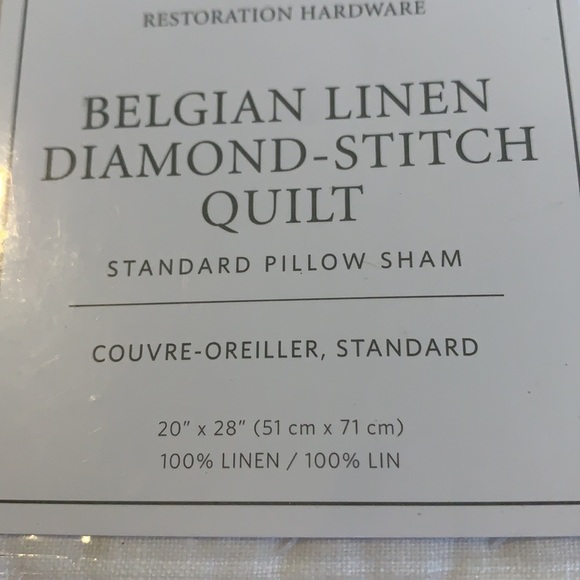 RESTORATION HARDWARE
BELGIAN LINEN
DIAMOND-STITCH
QUILT
STANDARD PILLOW SHAM
COUVRE-OREILLER, STANDARD
20" x 28" (51 cm x 71 cm)
100% LINEN / 100% LIN